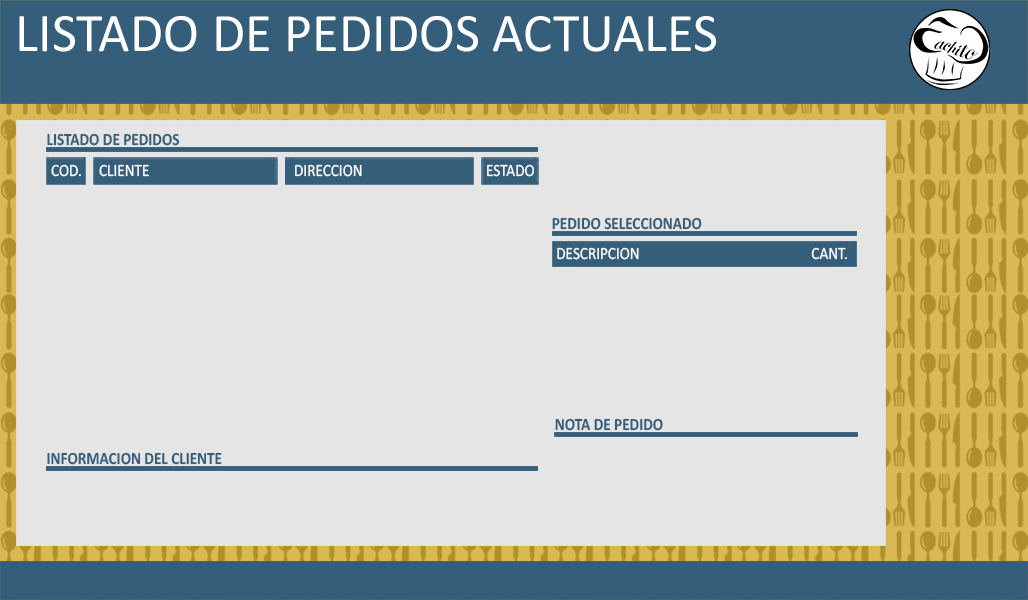 LISTADO DE PEDIDOS ACTUALES
Cachito
LISTADO DE PEDIDOS
COD. CLIENTE DIRECCION ESTADO
PEDIDO SELECCIONADO
DESCRIPCION CANT.
NOTA DE PEDIDO
INFORMACION DEL CLIENTE